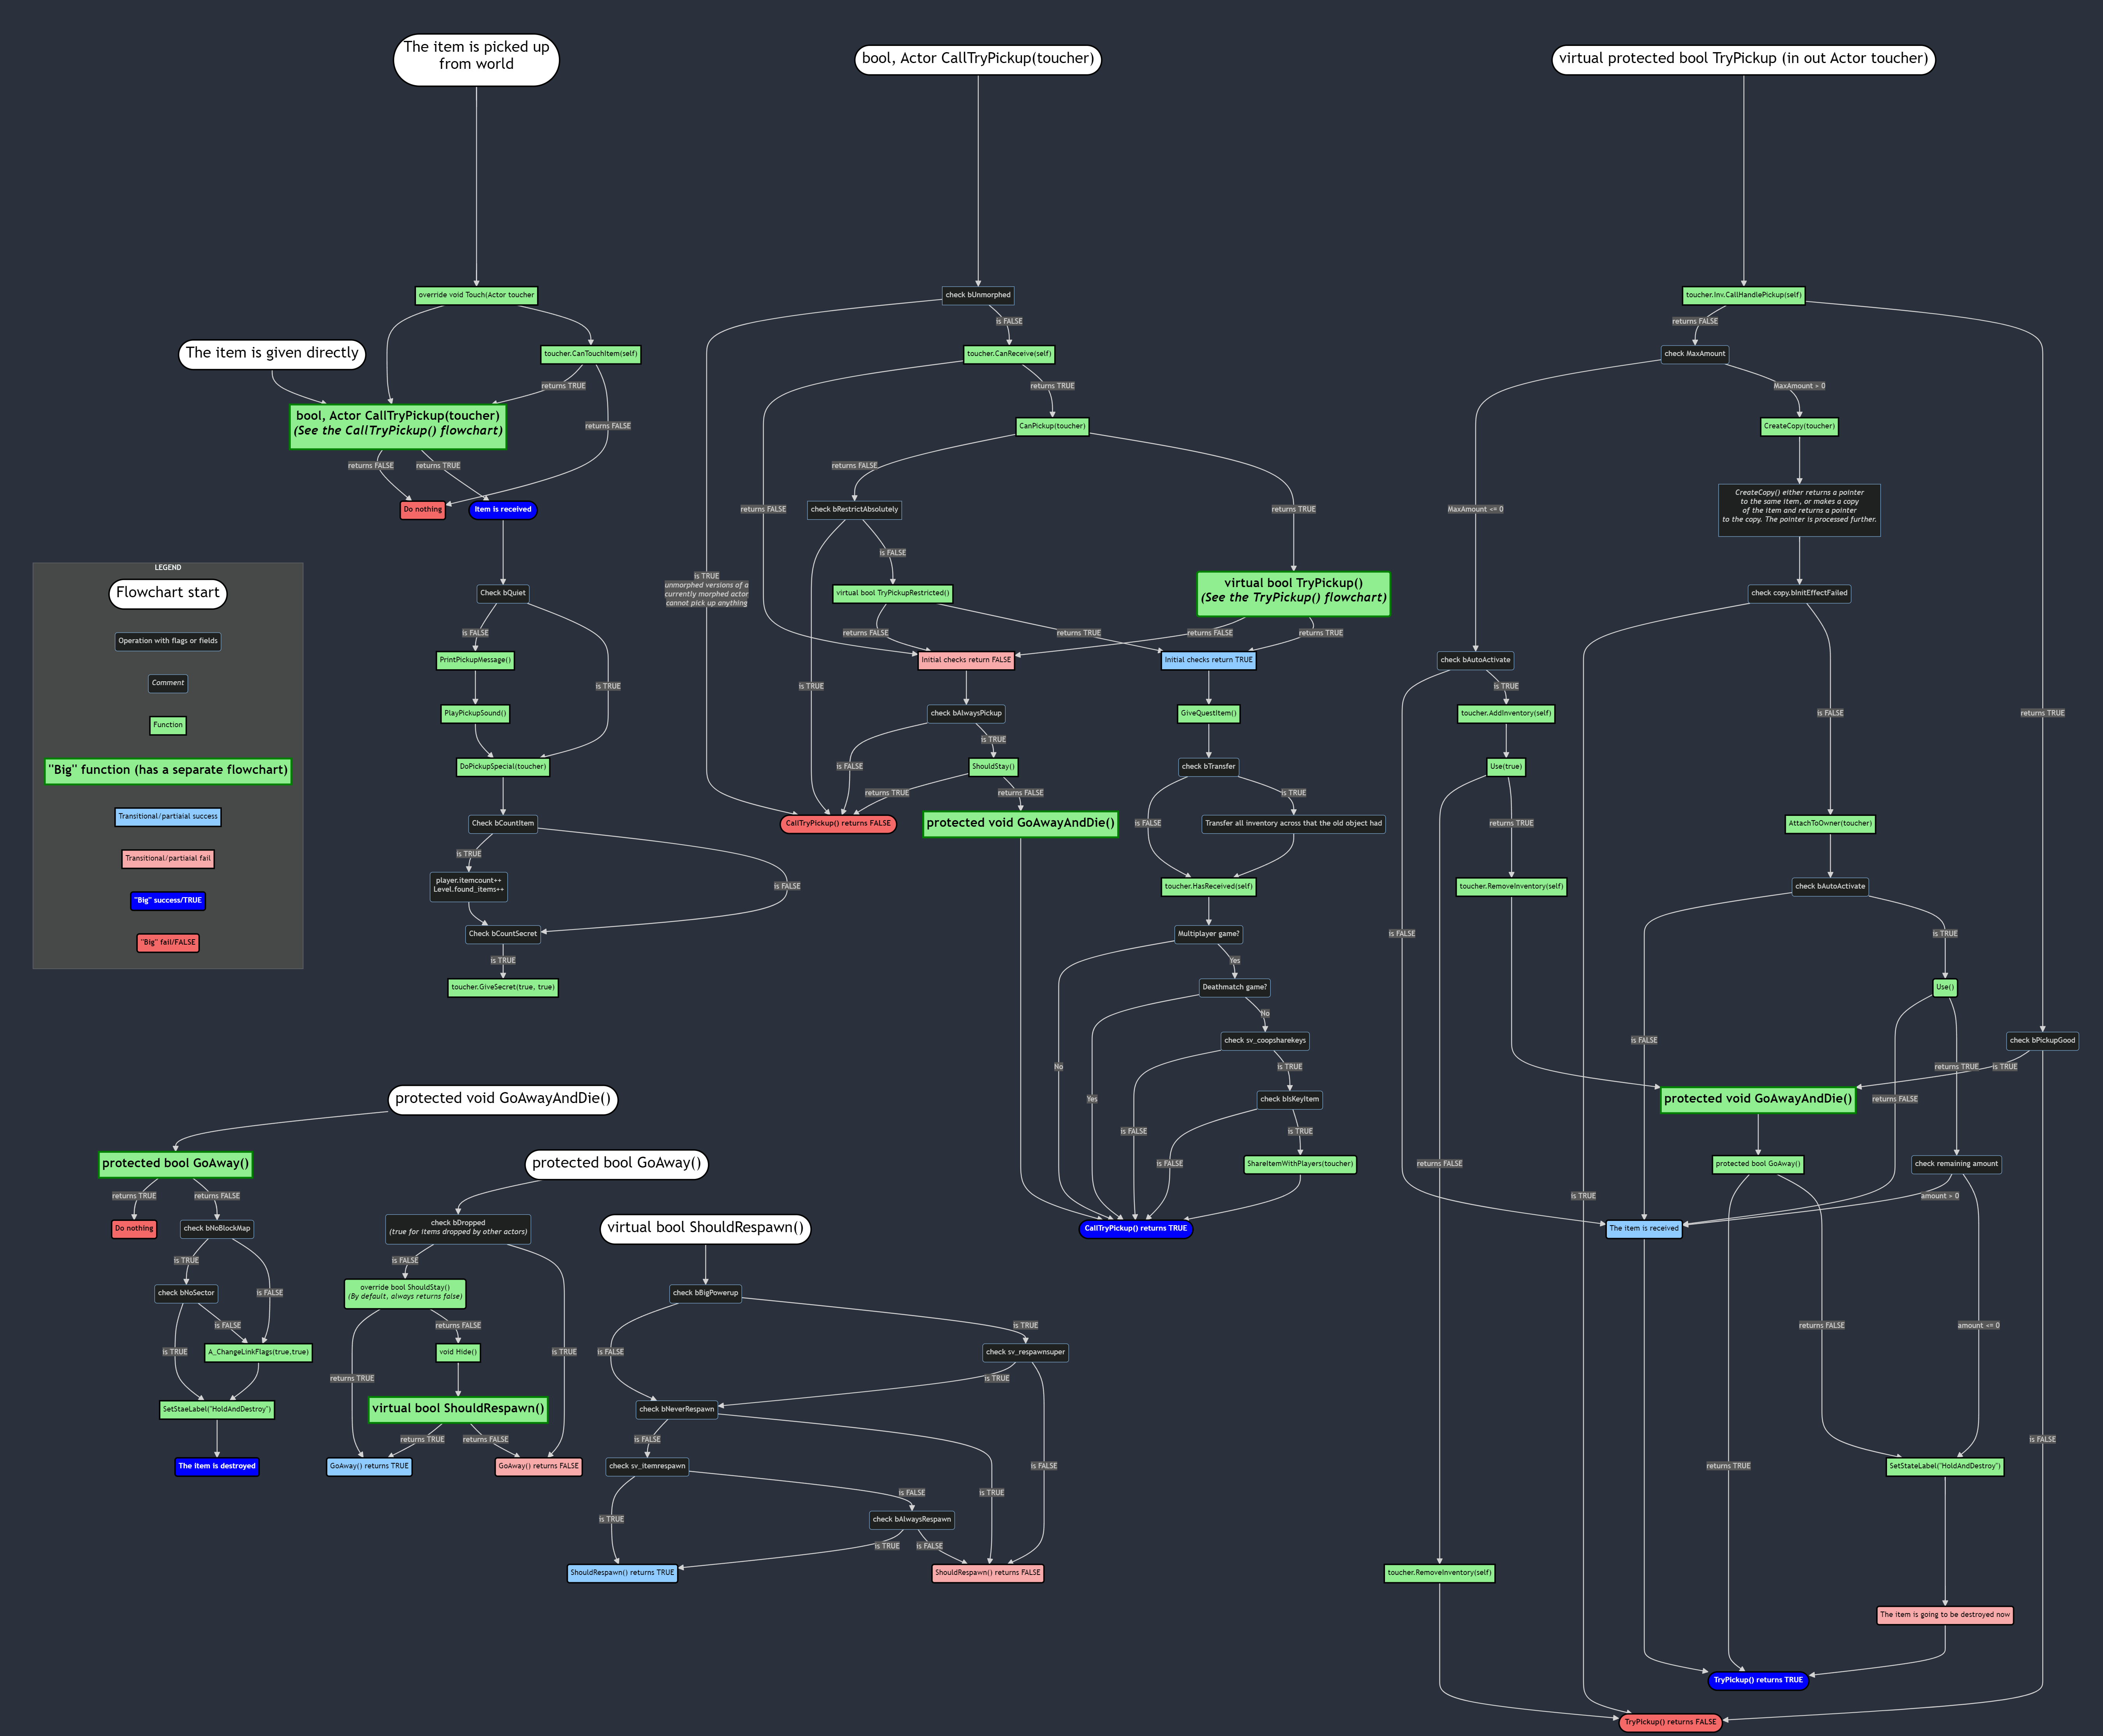 The item is picked up
from world
override void Touch(Actor toucher
The item is given directly
toucher.CanTouchItem(self)
returns TRUE
returns FALSE
bool, Actor CallTryPickup(toucher)
(See the CallTryPickup() flowchart)
returns FALSE
returns TRUE
Do nothing
Item is received
Check bQuiet
is FALSE
PrintPickupMessage()
is TRUE
PlayPickupSound()
DoPickupSpecial(toucher)
Check bCountItem
is TRUE
player.itemcount++
Level.found_items++
is FALSE
Check bCountSecret
is TRUE
toucher.GiveSecret(true, true)
LEGEND
Flowchart start
Operation with flags or fields
Comment
Function
"Big" function (has a separate flowchart)
Transitional/partiaial success
Transitional/partiaial fail
"Big" success/TRUE
"Big" fail/FALSE
bool, Actor CallTryPickup(toucher)
check bUnmorphed
is FALSE
toucher.CanReceive(self)
returns TRUE
CanPickup(toucher)
returns FALSE
check bRestrictAbsolutely
returns FALSE
returns TRUE
is FALSE
is TRUE
unmorphed versions of a
currently morphed actor
cannot pick up anything
virtual bool TryPickupRestricted()
virtual bool TryPickup()
(See the TryPickup() flowchart)
returns FALSE
returns TRUE
returns FALSE
returns TRUE
Initial checks return FALSE
Initial checks return TRUE
is TRUE
check bAlwaysPickup
GiveQuestItem()
is TRUE
is FALSE
ShouldStay()
check bTransfer
returns TRUE
returns FALSE
is TRUE
CallTryPickup() returns FALSE
protected void GoAwayAndDie()
is FALSE
Transfer all inventory across that the old object had
toucher.HasReceived(self)
Multiplayer game?
Yes
Deathmatch game?
No
check sv_coopsharekeys
No
is TRUE
Yes
check bIsKeyItem
is FALSE
is TRUE
is FALSE
ShareItemWithPlayers(toucher)
CallTryPickup() returns TRUE
virtual protected bool TryPickup (in out Actor toucher)
toucher.Inv.CallHandlePickup(self)
returns FALSE
check MaxAmount
MaxAmount > 0
CreateCopy(toucher)
MaxAmount <= 0
CreateCopy() either returns a pointer
to the same item, or makes a copy
of the item and returns a pointer
to the copy. The pointer is processed further.
check copy.bInitEffectFailed
check bAutoActivate
is TRUE
toucher.AddInventory(self)
is FALSE
returns TRUE
Use(true)
returns TRUE
AttachToOwner(toucher)
toucher.RemoveInventory(self)
check bAutoActivate
is FALSE
is TRUE
Use()
is FALSE
check bPickupGood
returns TRUE
is TRUE
protected void GoAwayAndDie()
returns FALSE
returns FALSE
protected bool GoAway()
check remaining amount
is TRUE
amount > 0
The item is received
returns FALSE
amount <= 0
is FALSE
returns TRUE
SetStateLabel("HoldAndDestroy")
toucher.RemoveInventory(self)
The item is going to be destroyed now
TryPickup() returns TRUE
TryPickup() returns FALSE
protected void GoAwayAndDie()
protected bool GoAway()
returns TRUE
returns FALSE
Do nothing
check bNoBlockMap
is TRUE
check bNoSector
is FALSE
is FALSE
is TRUE
A_ChangeLinkFlags(true,true)
SetStaeLabel("HoldAndDestroy")
The item is destroyed
protected bool GoAway()
check bDropped
(true for items dropped by other actors)
is FALSE
override bool ShouldStay()
(By default, always returns false)
returns FALSE
void Hide()
is TRUE
returns TRUE
virtual bool ShouldRespawn()
returns TRUE
returns FALSE
GoAway() returns TRUE
GoAway() returns FALSE
virtual bool ShouldRespawn()
check bBigPowerup
is TRUE
is FALSE
check sv_respawnsuper
is TRUE
check bNeverRespawn
is FALSE
check sv_itemrespawn
is FALSE
is FALSE
is TRUE
is TRUE
check bAlwaysRespawn
is TRUE
is FALSE
ShouldRespawn() returns TRUE
ShouldRespawn() returns FALSE